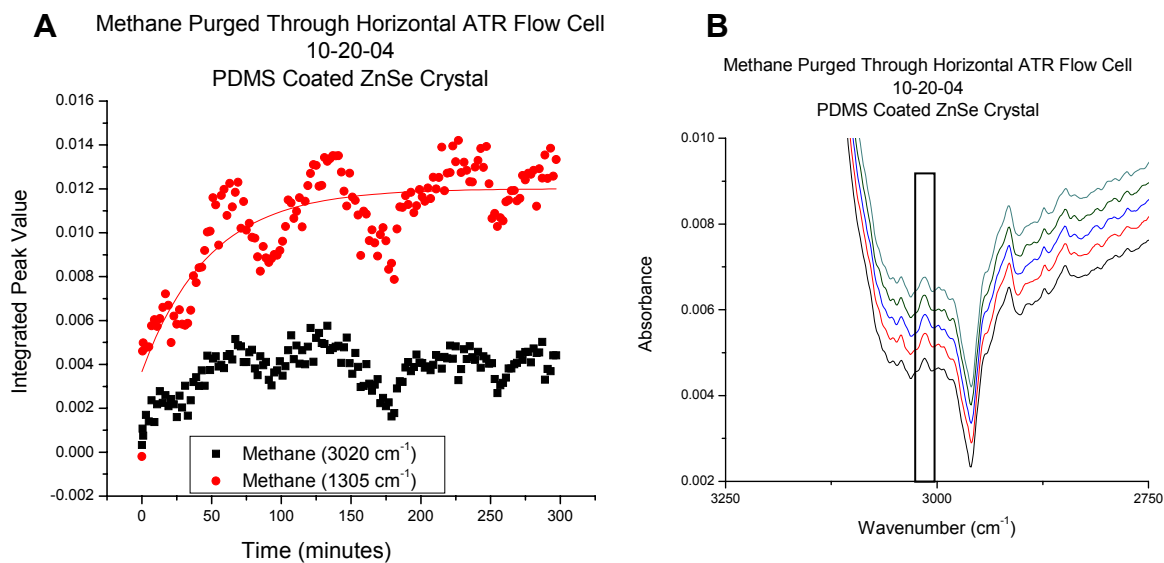 A
Methane Purged Through Horizontal ATR Flow Cell
10-20-04
PDMS Coated ZnSe Crystal
0.016
0.014
0.012
0.010
0.008
0.006
0.004
0.002
0.000
-0.002
Integrated Peak Value
Methane (3020 cm⁻¹)
Methane (1305 cm⁻¹)
0 50 100 150 200 250 300
Time (minutes)
B
Methane Purged Through Horizontal ATR Flow Cell
10-20-04
PDMS Coated ZnSe Crystal
0.010
0.008
0.006
0.004
0.002
Absorbance
3250 3000 2750
Wavenumber (cm⁻¹)